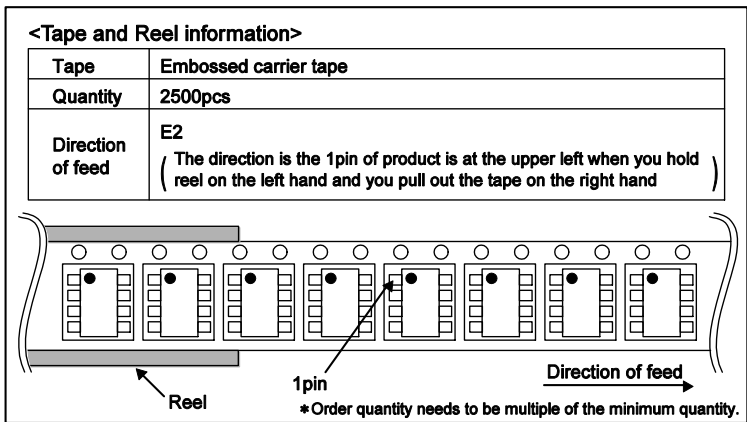 <Tape and Reel information>
Tape Embossed carrier tape
Quantity 2500pcs
Direction of feed
E2
( The direction is the 1pin of product is at the upper left when you hold
reel on the left hand and you pull out the tape on the right hand )
Direction of feed
1pin
Reel
*Order quantity needs to be multiple of the minimum quantity.